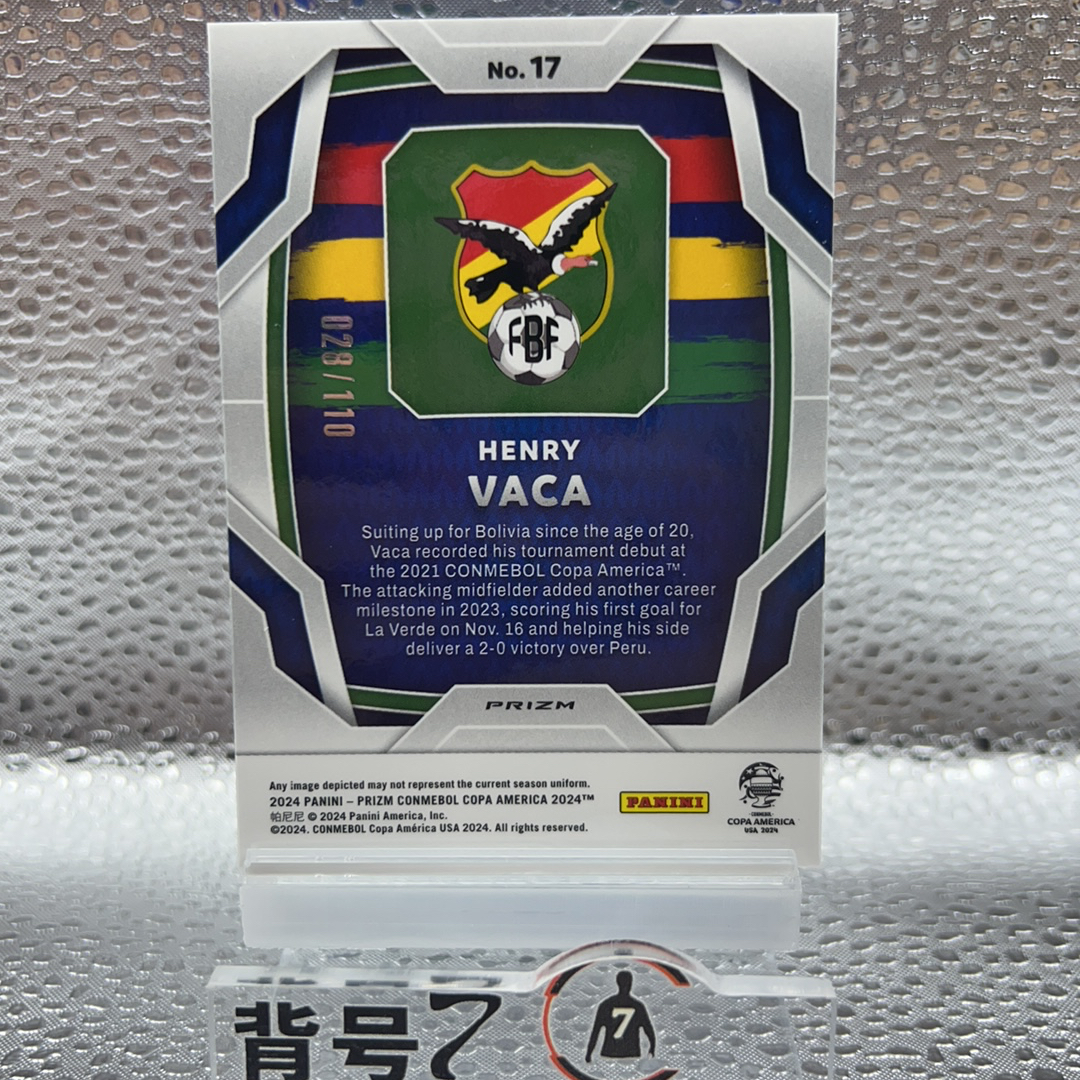 No. 17
FBF
028/110
HENRY
VACA
Suiting up for Bolivia since the age of 20,
Vaca recorded his tournament debut at
the 2021 CONMEBOL Copa America™.
The attacking midfielder added another career
milestone in 2023, scoring his first goal for
La Verde on Nov. 16 and helping his side
deliver a 2-0 victory over Peru.
PRIZM
Any image depicted may not represent the current season uniform.
2024 PANINI – PRIZM CONMEBOL COPA AMERICA 2024™
帕尼尼 © 2024 Panini America, Inc.
©2024. CONMEBOL Copa América USA 2024. All rights reserved.
PANINI
CONMEBOL
COPA AMERICA
USA 2024
背号7
7